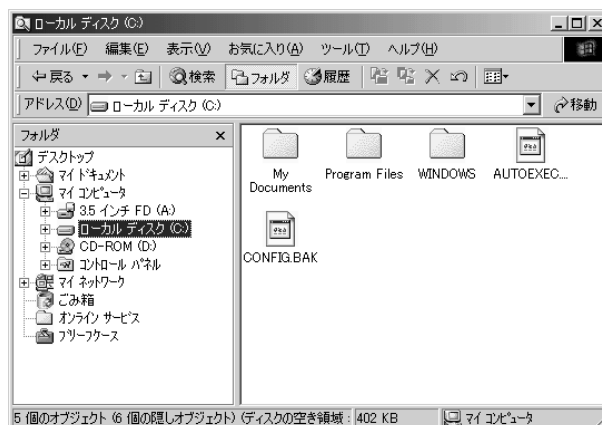 ローカル ディスク (C:)
ファイル(F) 編集(E) 表示(V) お気に入り(A) ツール(T) ヘルプ(H)
戻る 検索 フォルダ 履歴
アドレス(D) ローカル ディスク (C:) 移動
フォルダ
デスクトップ
マイ ドキュメント
マイ コンピュータ
3.5 インチ FD (A:)
ローカル ディスク (C:)
CD-ROM (D:)
コントロール パネル
マイ ネットワーク
ごみ箱
オンライン サービス
ブリーフケース
My Documents
Program Files
WINDOWS
AUTOEXEC...
CONFIG.BAK
5 個のオブジェクト (6 個の隠しオブジェクト) (ディスクの空き領域: 402 KB マイ コンピュータ